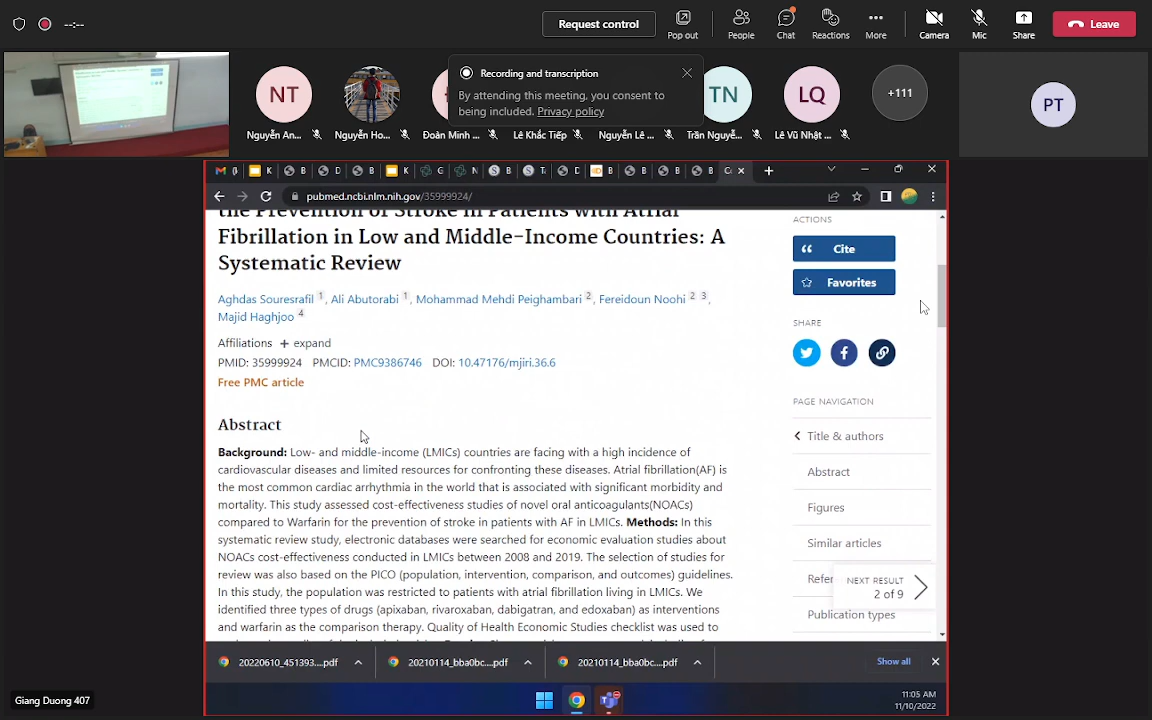 --:--
Request control
Pop out
People
Chat
Reactions
More
Camera
Mic
Share
Leave
NT
TN
LQ
+111
PT
Nguyễn An...
Nguyễn Ho...
Đoàn Minh ...
Lê Khắc Tiếp
Nguyễn Lê ...
Trần Nguyễ...
Lê Vũ Nhật ...
Recording and transcription
By attending this meeting, you consent to
being included. Privacy policy
pubmed.ncbi.nlm.nih.gov/35999924/
the Prevention of Stroke in Patients with Atrial
Fibrillation in Low and Middle-Income Countries: A
Systematic Review
Aghdas Souresrafil 1, Ali Abutorabi 1, Mohammad Mehdi Peighambari 2, Fereidoun Noohi 2 3,
Majid Haghjoo 4
Affiliations + expand
PMID: 35999924 PMCID: PMC9386746 DOI: 10.47176/mjiri.36.6
Free PMC article
Abstract
Background: Low- and middle-income (LMICs) countries are facing with a high incidence of
cardiovascular diseases and limited resources for confronting these diseases. Atrial fibrillation(AF) is
the most common cardiac arrhythmia in the world that is associated with significant morbidity and
mortality. This study assessed cost-effectiveness studies of novel oral anticoagulants(NOACs)
compared to Warfarin for the prevention of stroke in patients with AF in LMICs. Methods: In this
systematic review study, electronic databases were searched for economic evaluation studies about
NOACs cost-effectiveness conducted in LMICs between 2008 and 2019. The selection of studies for
review was also based on the PICO (population, intervention, comparison, and outcomes) guidelines.
In this study, the population was restricted to patients with atrial fibrillation living in LMICs. We
identified three types of drugs (apixaban, rivaroxaban, dabigatran, and edoxaban) as interventions
and warfarin as the comparison therapy. Quality of Health Economic Studies checklist was used to
ACTIONS
Cite
Favorites
SHARE
PAGE NAVIGATION
Title & authors
Abstract
Figures
Similar articles
Refer
NEXT RESULT
2 of 9
Publication types
20220610_451393....pdf
20210114_bba0bc....pdf
20210114_bba0bc....pdf
Show all
11:05 AM
11/10/2022
Giang Duong 407